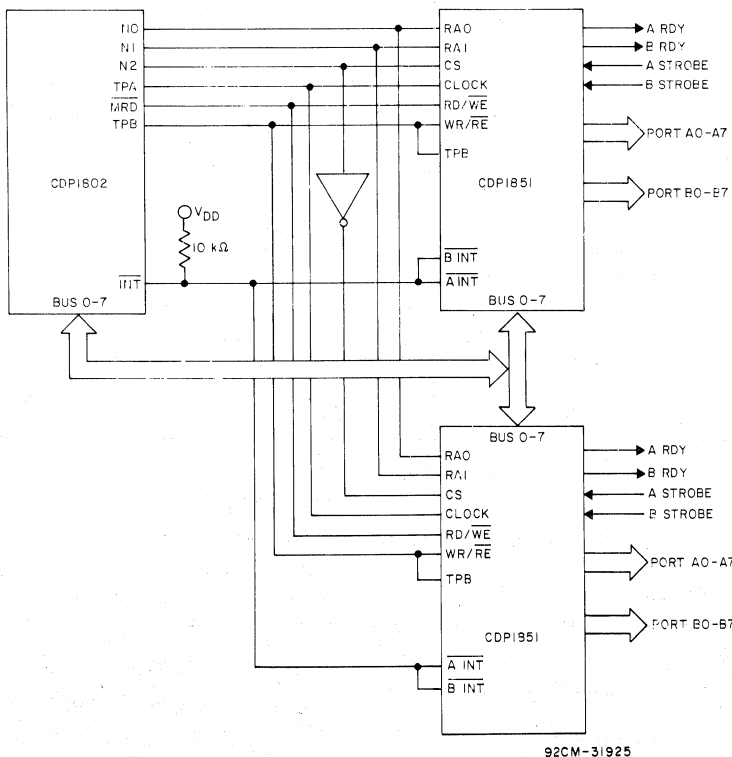 N0
N1
N2
TPA
MRD
TPB
CDP1802
VDD
10 kΩ
INT
BUS 0-7
RA0
RA1
CS
CLOCK
RD/WE
WR/RE
TPB
CDP1851
B INT
A INT
BUS 0-7
A RDY
B RDY
A STROBE
B STROBE
PORT A0-A7
PORT B0-B7
BUS 0-7
RA0
RA1
CS
CLOCK
RD/WE
WR/RE
TPB
CDP1851
A INT
B INT
A RDY
B RDY
A STROBE
B STROBE
PORT A0-A7
PORT B0-B7
92CM-31925